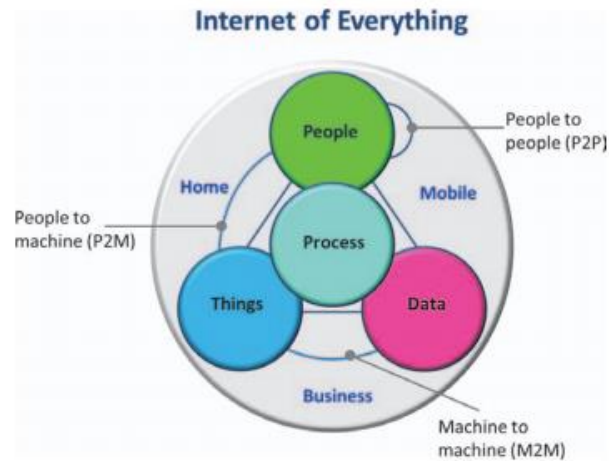 Internet of Everything
People
People to
people (P2P)
Home
Mobile
People to
machine (P2M)
Process
Things
Data
Business
Machine to
machine (M2M)